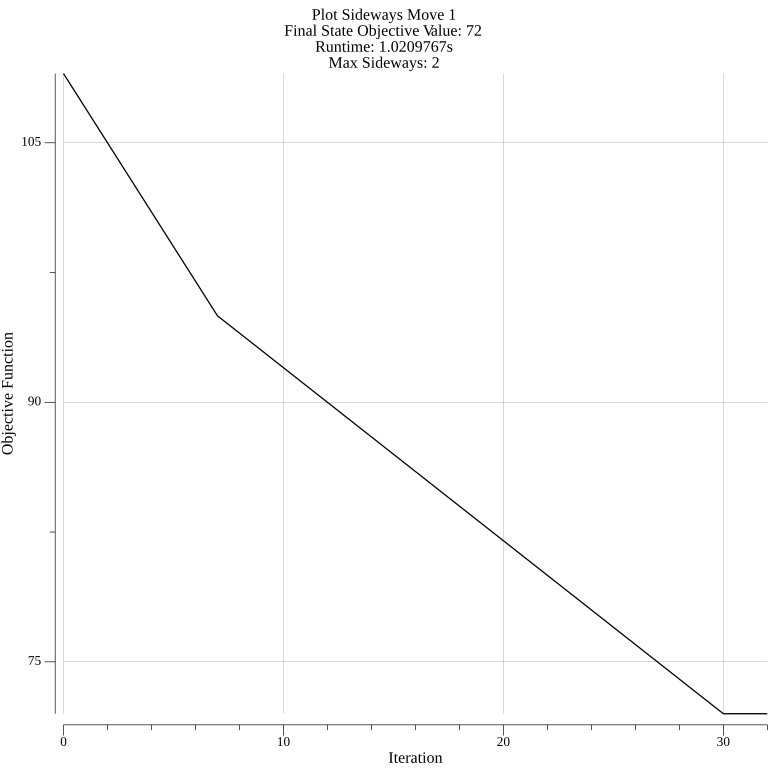 Plot Sideways Move 1
Final State Objective Value: 72
Runtime: 1.0209767s
Max Sideways: 2
105
90
75
Objective Function
0
10
20
30
Iteration